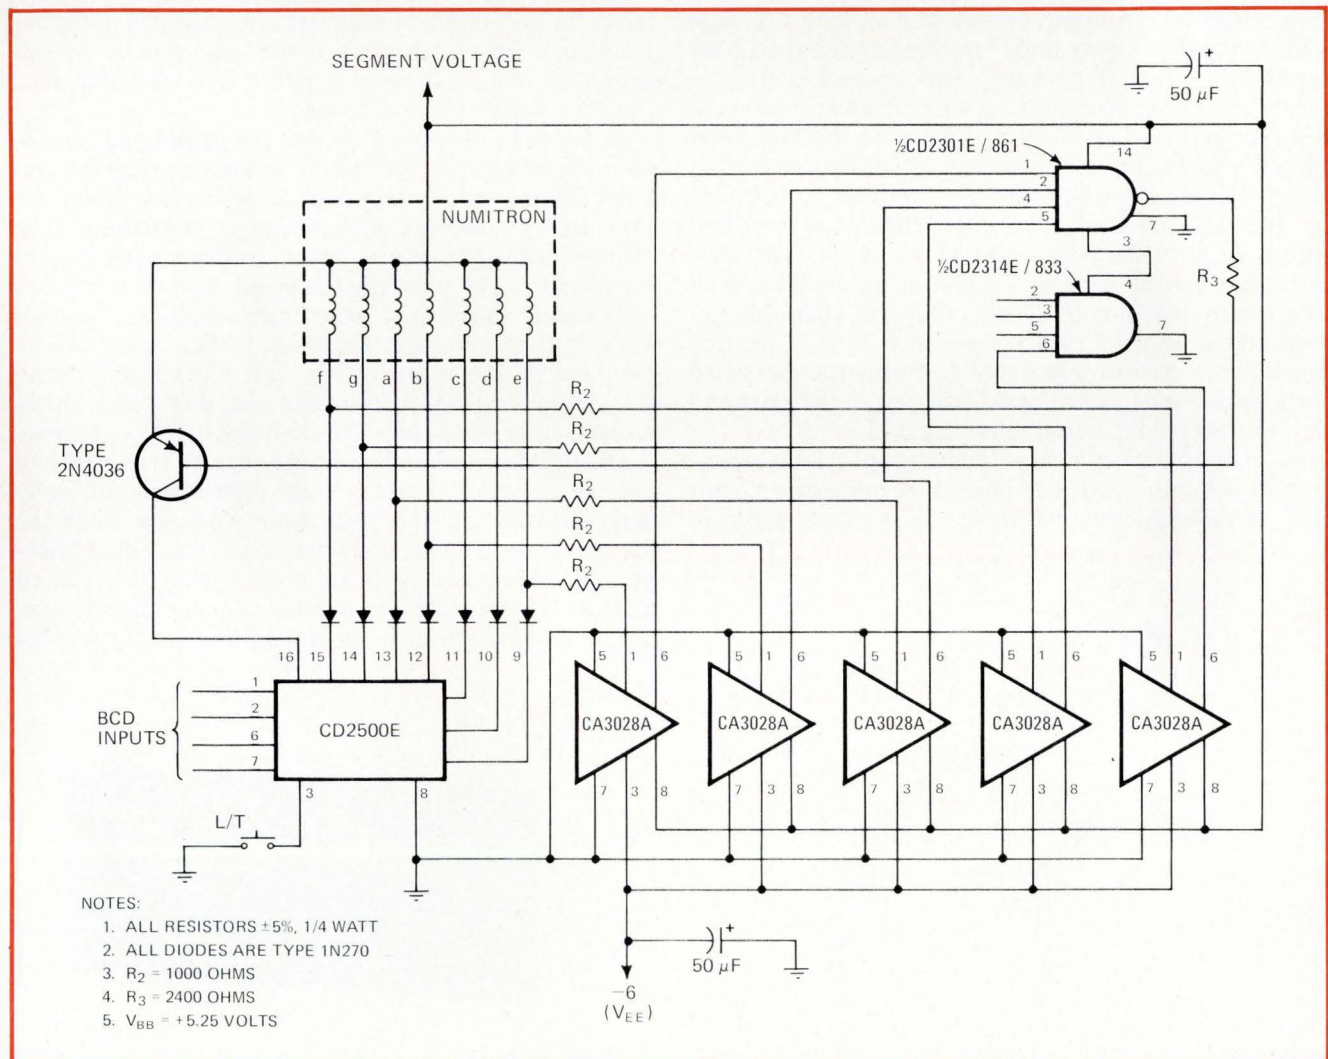 SEGMENT VOLTAGE
+
50 µF
½CD2301E / 861
14
1
2
4
5
7
3
NUMITRON
½CD2314E / 833
4
2
3
5
6
7
R3
f g a b c d e
R2
R2
R2
R2
R2
TYPE
2N4036
16 15 14 13 12 11 10 9
1
2
6
7
BCD
INPUTS
CD2500E
3 8
L/T
5 1 6 5 1 6 5 1 6 5 1 6 5 1 6
CA3028A CA3028A CA3028A CA3028A CA3028A
7 3 8 7 3 8 7 3 8 7 3 8 7 3 8
+
50 µF
−6
(VEE)
NOTES:
1. ALL RESISTORS ±5%, 1/4 WATT
2. ALL DIODES ARE TYPE 1N270
3. R2 = 1000 OHMS
4. R3 = 2400 OHMS
5. VBB = +5.25 VOLTS